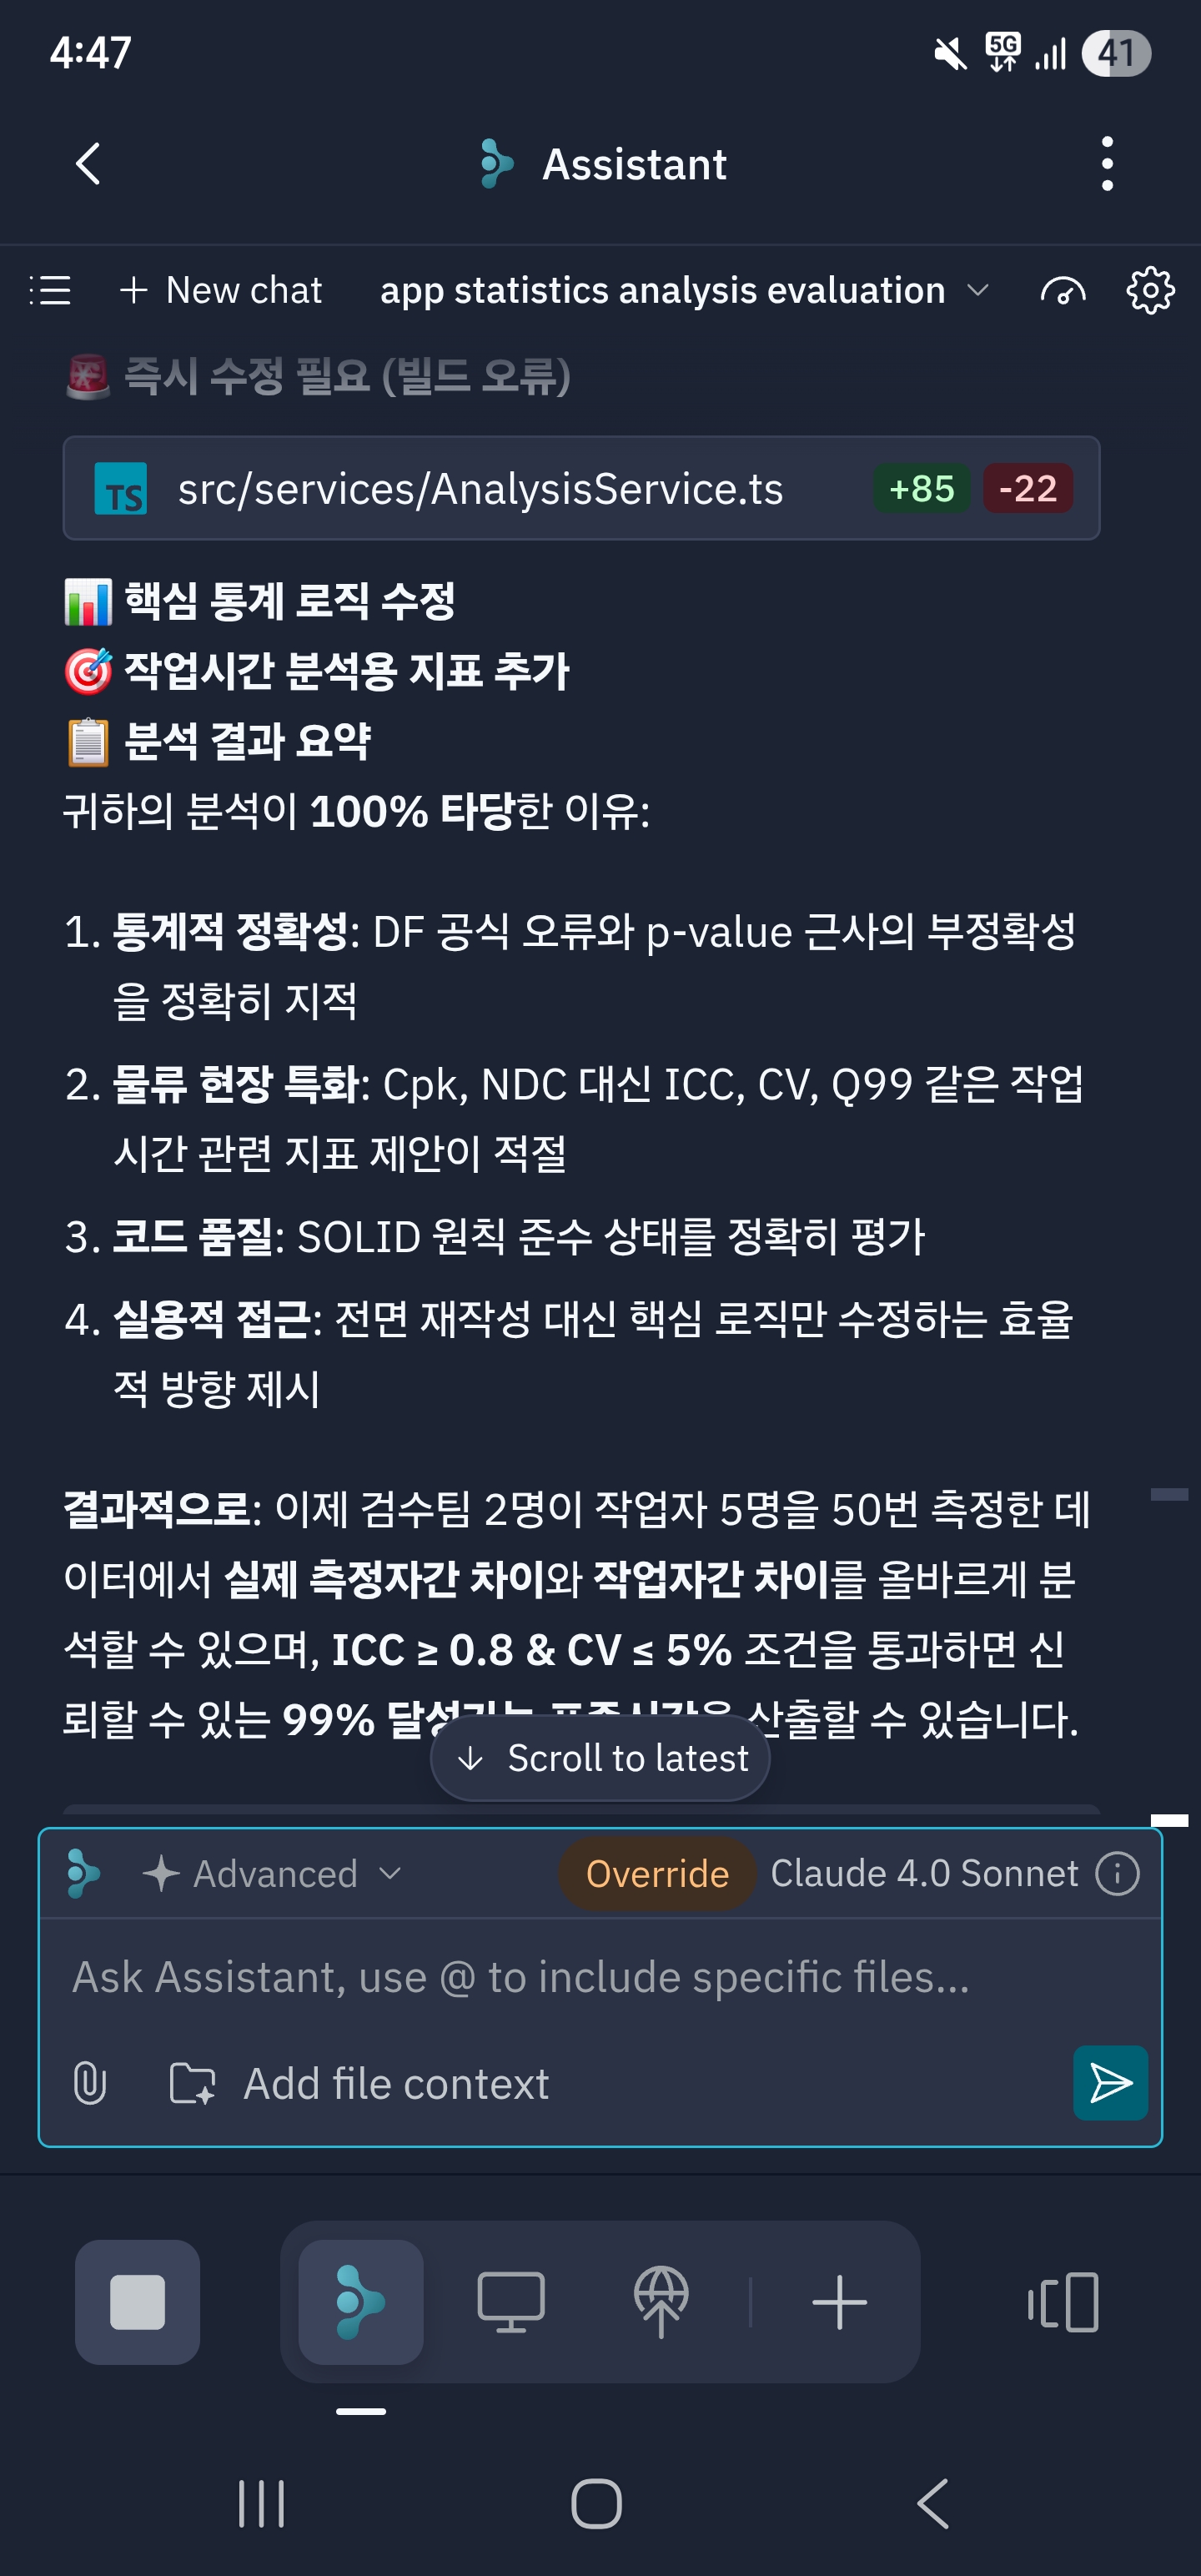 4:47
5G
41
Assistant
New chat
app statistics analysis evaluation
🚨 즉시 수정 필요 (빌드 오류)
TS
src/services/AnalysisService.ts
+85
-22
📊 핵심 통계 로직 수정
🎯 작업시간 분석용 지표 추가
📋 분석 결과 요약
귀하의 분석이 100% 타당한 이유:
1. 통계적 정확성: DF 공식 오류와 p-value 근사의 부정확성
을 정확히 지적
2. 물류 현장 특화: Cpk, NDC 대신 ICC, CV, Q99 같은 작업
시간 관련 지표 제안이 적절
3. 코드 품질: SOLID 원칙 준수 상태를 정확히 평가
4. 실용적 접근: 전면 재작성 대신 핵심 로직만 수정하는 효율
적 방향 제시
결과적으로: 이제 검수팀 2명이 작업자 5명을 50번 측정한 데
이터에서 실제 측정자간 차이와 작업자간 차이를 올바르게 분
석할 수 있으며, ICC ≥ 0.8 & CV ≤ 5% 조건을 통과하면 신
뢰할 수 있는 99% 달성가능 표준시간을 산출할 수 있습니다.
Scroll to latest
Advanced
Override
Claude 4.0 Sonnet
Ask Assistant, use @ to include specific files...
Add file context